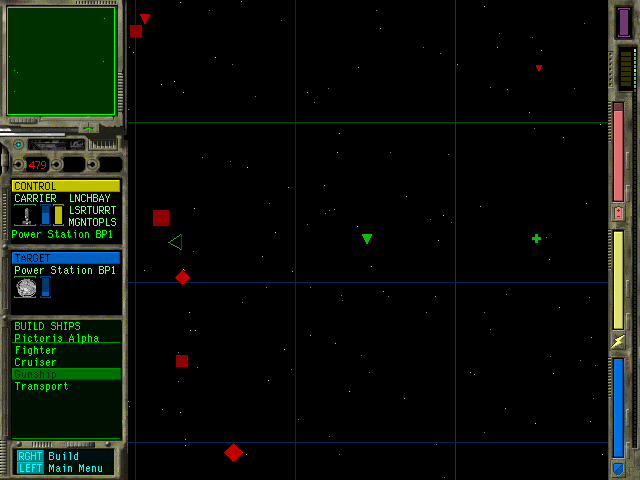 479
CONTROL
CARRIER LNCHBAY
LSRTURRT
MGNTOPLS
Power Station BP1
TARGET
Power Station BP1
BUILD SHIPS
Pictoris Alpha
Fighter
Cruiser
Gunship
Transport
RGHT Build
LEFT Main Menu